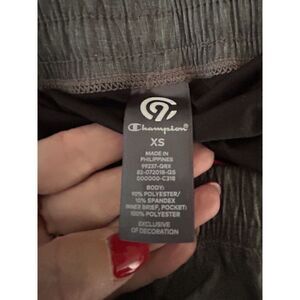 C9
Champion
XS
MADE IN
PHILIPPINES
99237-Q8X
82-072018-Q5
000000-C318
BODY:
90% POLYESTER/
10% SPANDEX
INNER BRIEF, POCKET:
100% POLYESTER
EXCLUSIVE
OF DECORATION